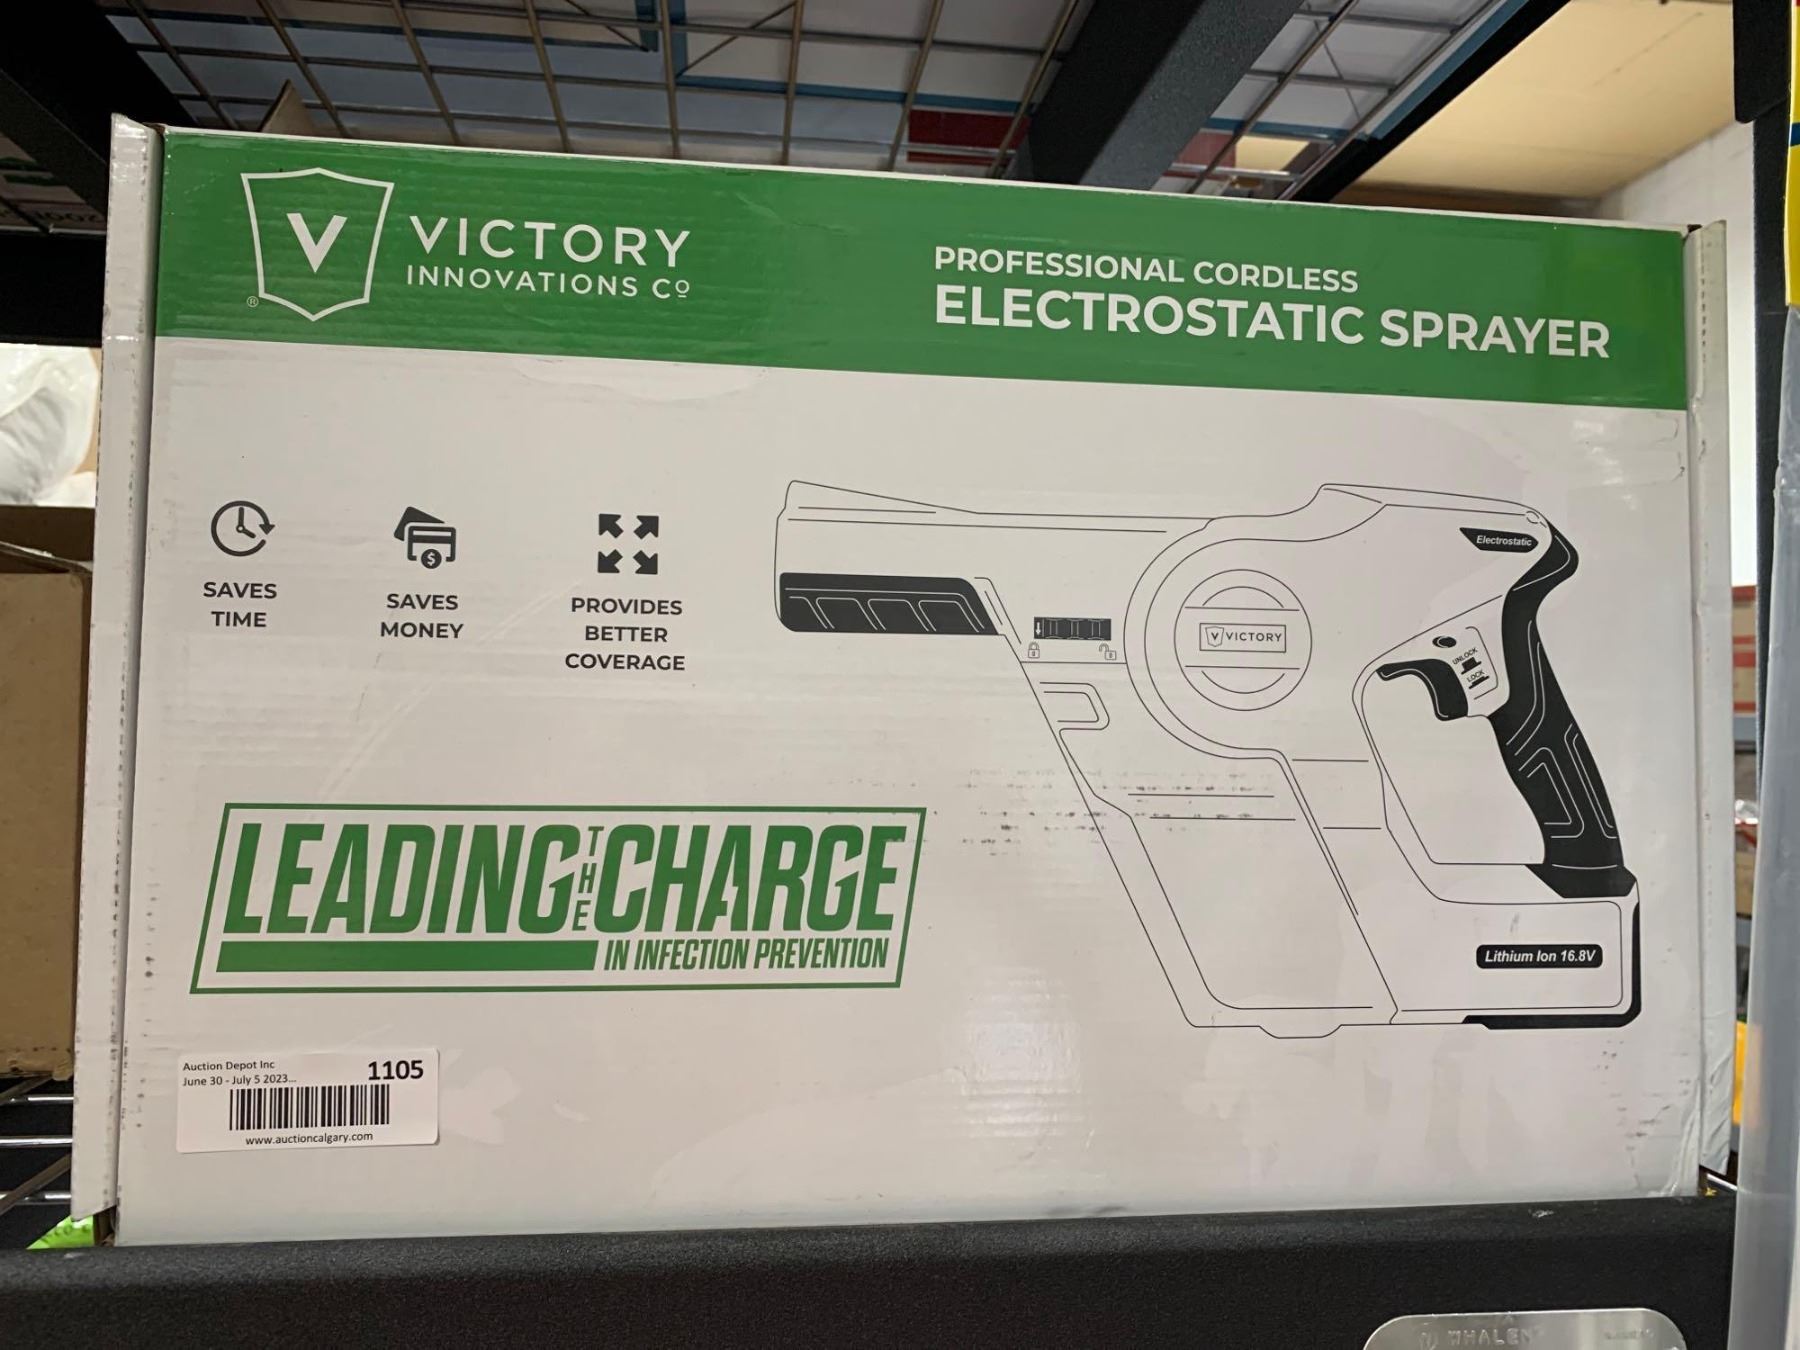 V
VICTORY
INNOVATIONS Cº
®
PROFESSIONAL CORDLESS
ELECTROSTATIC SPRAYER
SAVES
TIME
$
SAVES
MONEY
PROVIDES
BETTER
COVERAGE
Electrostatic
V VICTORY
UNLOCK
LOCK
Lithium Ion 16.8V
LEADING THE CHARGE
IN INFECTION PREVENTION
Auction Depot Inc
June 30 - July 5 2023...
1105
www.auctioncalgary.com
WHALEN